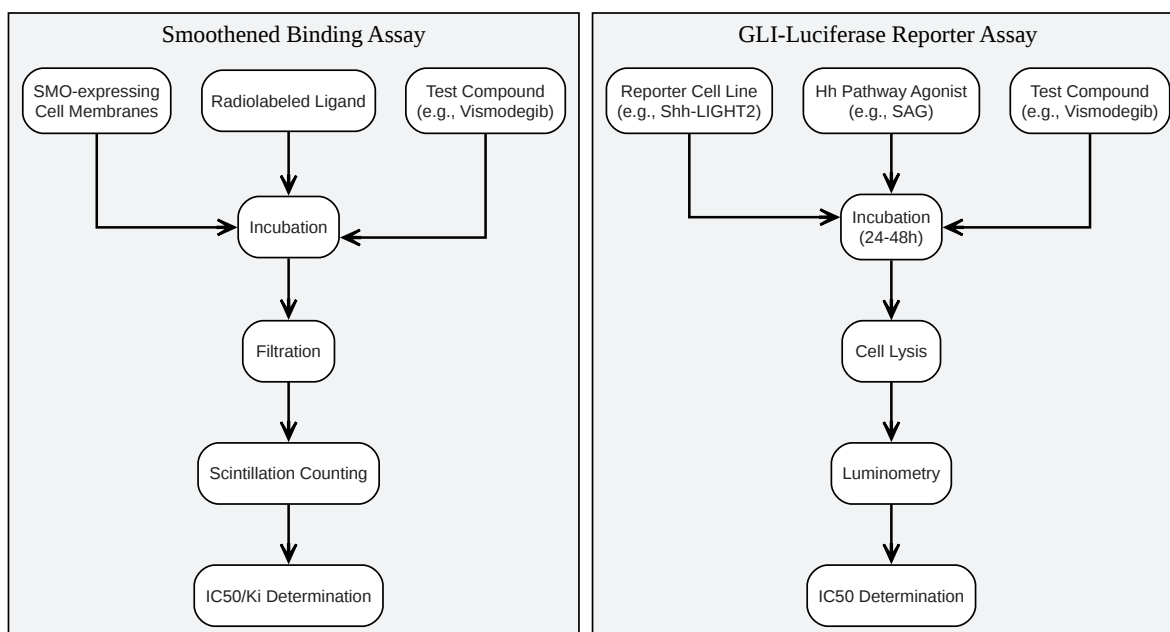 Smoothened Binding Assay
SMO-expressing
Cell Membranes
Radiolabeled Ligand
Test Compound
(e.g., Vismodegib)
Incubation
Filtration
Scintillation Counting
IC50/Ki Determination
GLI-Luciferase Reporter Assay
Reporter Cell Line
(e.g., Shh-LIGHT2)
Hh Pathway Agonist
(e.g., SAG)
Test Compound
(e.g., Vismodegib)
Incubation
(24-48h)
Cell Lysis
Luminometry
IC50 Determination